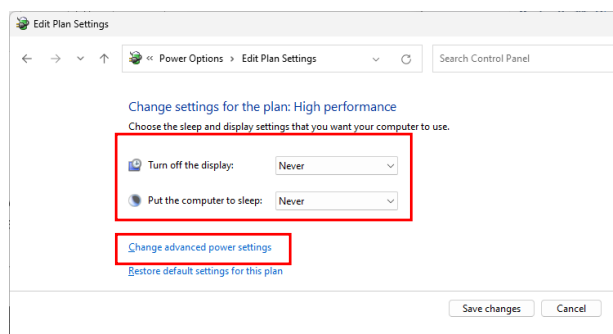 Edit Plan Settings
« Power Options › Edit Plan Settings
Search Control Panel
Change settings for the plan: High performance
Choose the sleep and display settings that you want your computer to use.
Turn off the display: Never
Put the computer to sleep: Never
Change advanced power settings
Restore default settings for this plan
Save changes Cancel